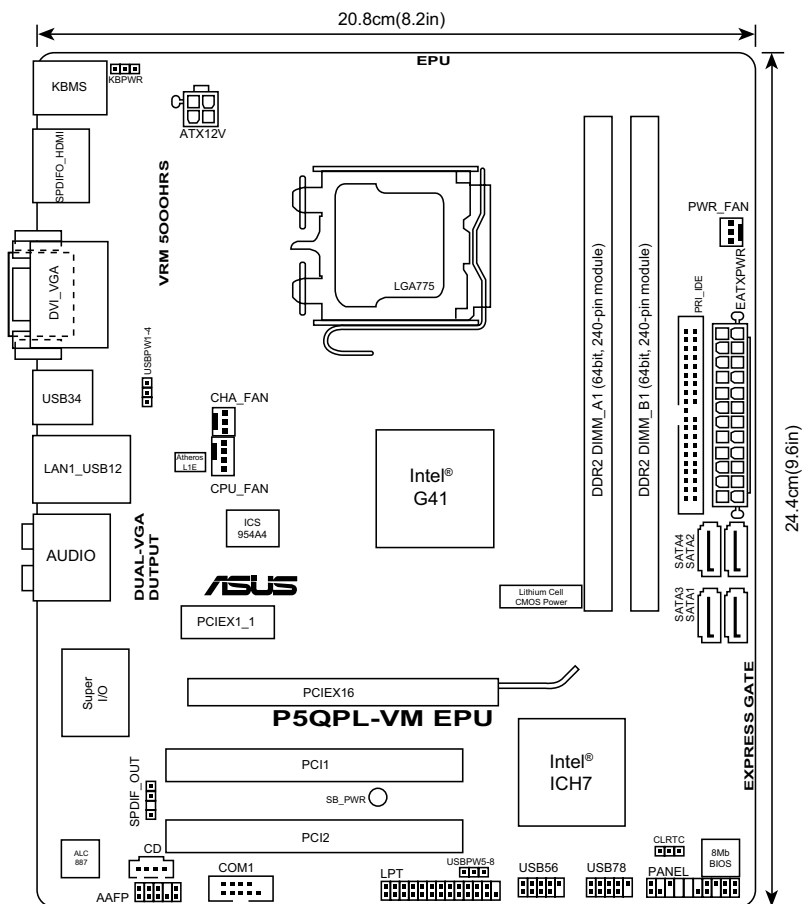 20.8cm(8.2in)
EPU
KBMS
KBPWR
ATX12V
SPDIFO_HDMI
VRM 5000HRS
PWR_FAN
LGA775
DVI_VGA
PRI_IDE
EATXPWR
DDR2 DIMM_A1 (64bit, 240-pin module)
DDR2 DIMM_B1 (64bit, 240-pin module)
24.4cm(9.6in)
USBPW1-4
USB34
CHA_FAN
LAN1_USB12
Atheros
L1E
CPU_FAN
Intel®
G41
ICS
954A4
AUDIO
DUAL-VGA
DUTPUT
SATA4
SATA2
ASUS
Lithium Cell
CMOS Power
SATA3
SATA1
PCIEX1_1
Super
I/O
PCIEX16
P5QPL-VM EPU
EXPRESS GATE
Intel®
ICH7
PCI1
SPDIF_OUT
SB_PWR
PCI2
ALC
887
CD
COM1
LPT
USBPW5-8
USB56
USB78
CLRTC
8Mb
BIOS
PANEL
AAFP